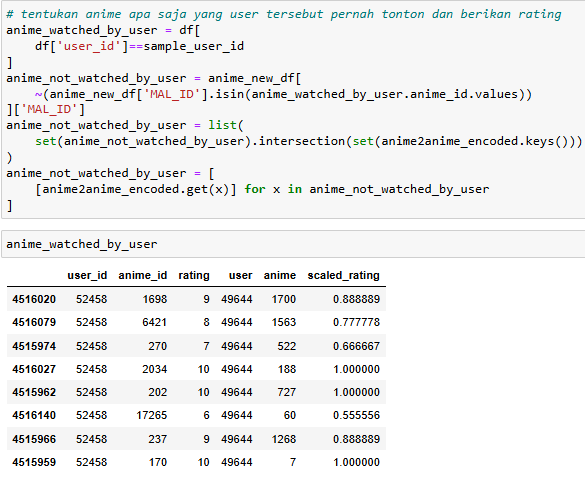 # tentukan anime apa saja yang user tersebut pernah tonton dan berikan rating
anime_watched_by_user = df[
    df['user_id']==sample_user_id
]
anime_not_watched_by_user = anime_new_df[
    ~(anime_new_df['MAL_ID'].isin(anime_watched_by_user.anime_id.values))
]['MAL_ID']
anime_not_watched_by_user = list(
    set(anime_not_watched_by_user).intersection(set(anime2anime_encoded.keys()))
)
anime_not_watched_by_user = [
    [anime2anime_encoded.get(x)] for x in anime_not_watched_by_user
]
anime_watched_by_user
user_id anime_id rating user anime scaled_rating
4516020 52458 1698 9 49644 1700 0.888889
4516079 52458 6421 8 49644 1563 0.777778
4515974 52458 270 7 49644 522 0.666667
4516027 52458 2034 10 49644 188 1.000000
4515962 52458 202 10 49644 727 1.000000
4516140 52458 17265 6 49644 60 0.555556
4515966 52458 237 9 49644 1268 0.888889
4515959 52458 170 10 49644 7 1.000000